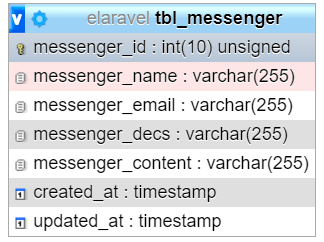 v elaravel tbl_messenger
messenger_id : int(10) unsigned
messenger_name : varchar(255)
messenger_email : varchar(255)
messenger_decs : varchar(255)
messenger_content : varchar(255)
created_at : timestamp
updated_at : timestamp